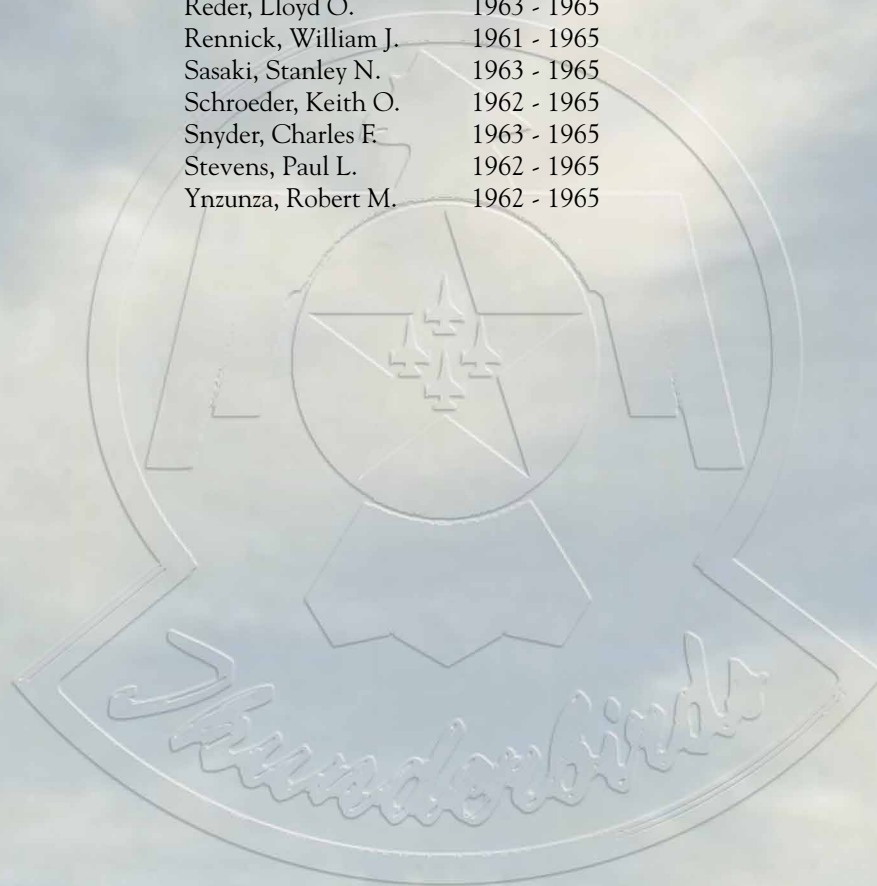 Reder, Lloyd O. 1963 - 1965
Rennick, William J. 1961 - 1965
Sasaki, Stanley N. 1963 - 1965
Schroeder, Keith O. 1962 - 1965
Snyder, Charles F. 1963 - 1965
Stevens, Paul L. 1962 - 1965
Ynzunza, Robert M. 1962 - 1965
Thunderbirds